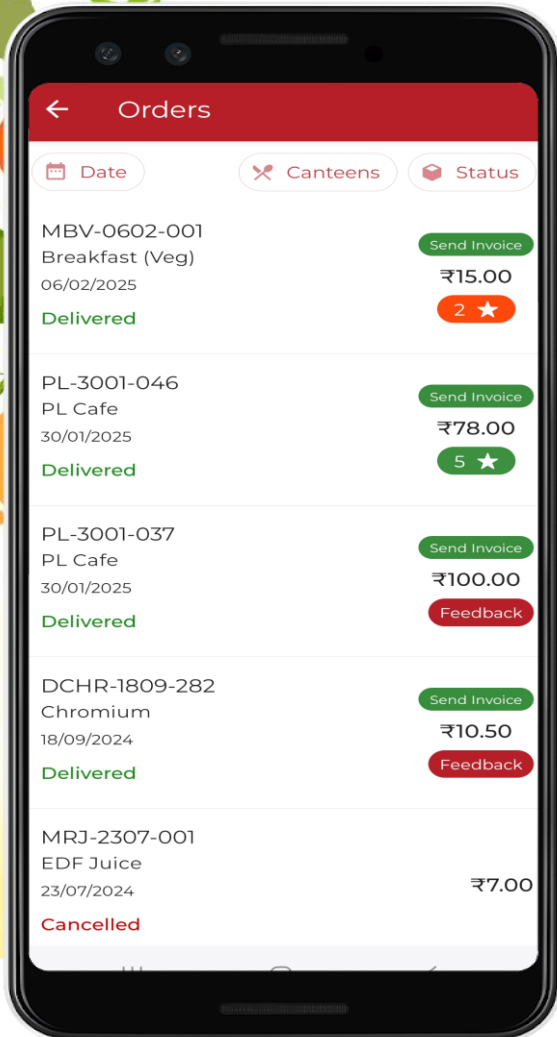 Orders
Date
Canteens
Status
MBV-0602-001
Send Invoice
Breakfast (Veg)
₹15.00
06/02/2025
2
Delivered
PL-3001-046
Send Invoice
PL Cafe
₹78.00
30/01/2025
5
Delivered
PL-3001-037
Send Invoice
PL Cafe
₹100.00
30/01/2025
Feedback
Delivered
DCHR-1809-282
Send Invoice
Chromium
₹10.50
18/09/2024
Feedback
Delivered
MRJ-2307-001
EDF Juice
₹7.00
23/07/2024
Cancelled